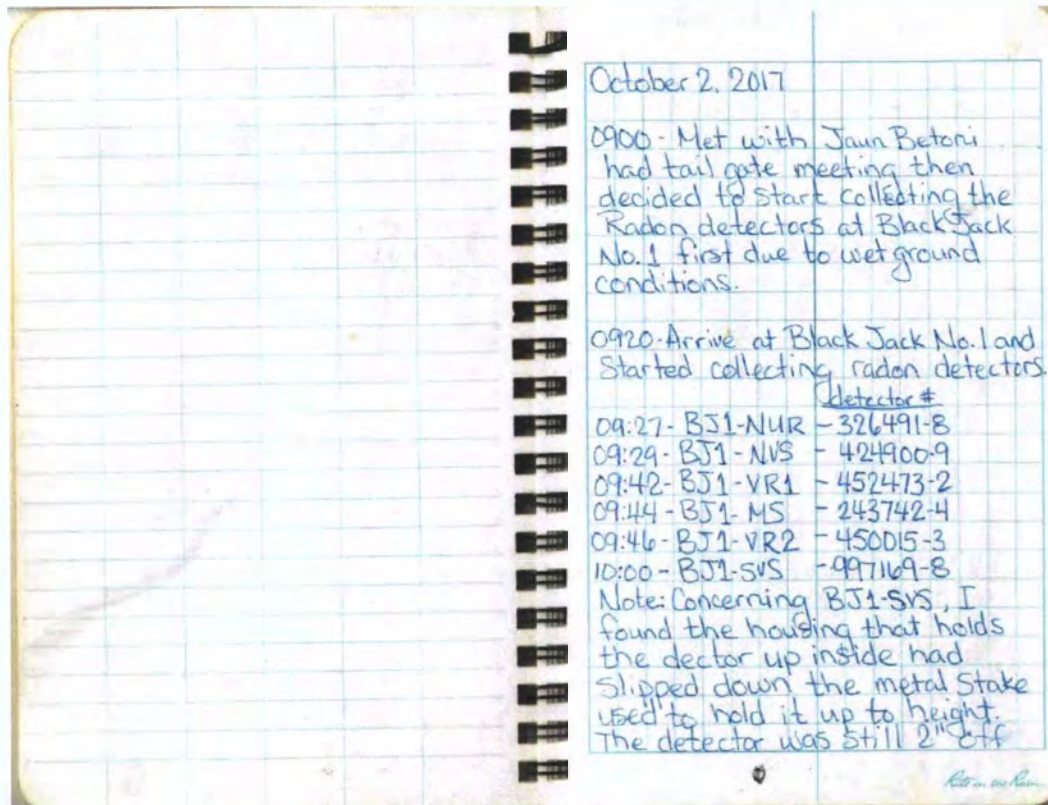 October 2, 2017
0900 - Met with Jaun Betoni
had tail gate meeting then
decided to start collecting the
Radon detectors at Black Jack
No. 1 first due to wet ground
conditions.
0920 - Arrive at Black Jack No. 1 and
Started collecting radon detectors.
detector #
09:27 - BJ1-NUR - 326491-8
09:29 - BJ1-NVS - 424900-9
09:42 - BJ1-VR1 - 452473-2
09:44 - BJ1-MS - 243742-4
09:46 - BJ1-VR2 - 450015-3
10:00 - BJ1-SVS - 997169-8
Note: Concerning BJ1-SVS, I
found the housing that holds
the dector up inside had
Slipped down the metal Stake
used to hold it up to height.
The detector was still 2" off
Rite in the Rain